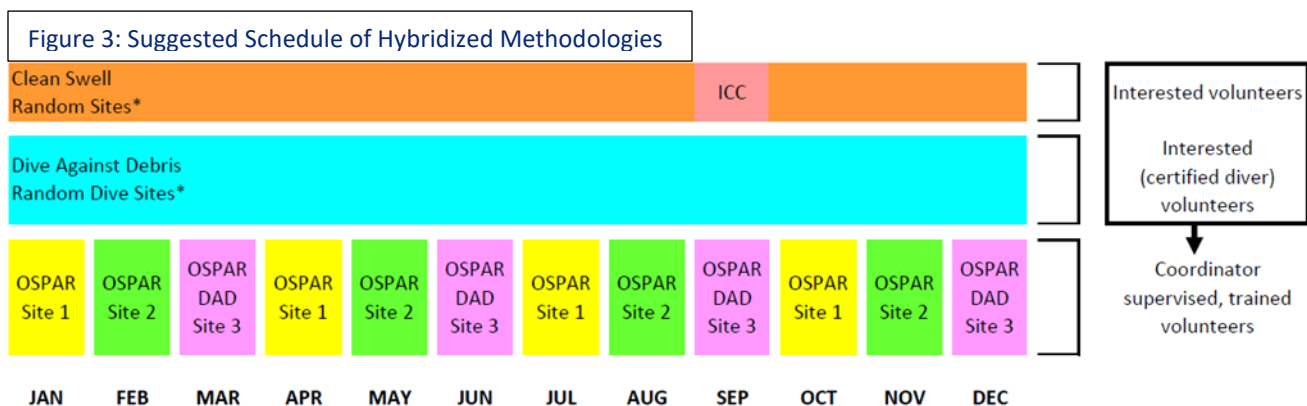 Figure 3: Suggested Schedule of Hybridized Methodologies
Clean Swell
Random Sites*
ICC
Interested volunteers
Dive Against Debris
Random Dive Sites*
Interested
(certified diver)
volunteers
OSPAR
Site 1
OSPAR
Site 2
OSPAR
DAD
Site 3
OSPAR
Site 1
OSPAR
Site 2
OSPAR
DAD
Site 3
OSPAR
Site 1
OSPAR
Site 2
OSPAR
DAD
Site 3
OSPAR
Site 1
OSPAR
Site 2
OSPAR
DAD
Site 3
Coordinator
supervised, trained
volunteers
JAN FEB MAR APR MAY JUN JUL AUG SEP OCT NOV DEC